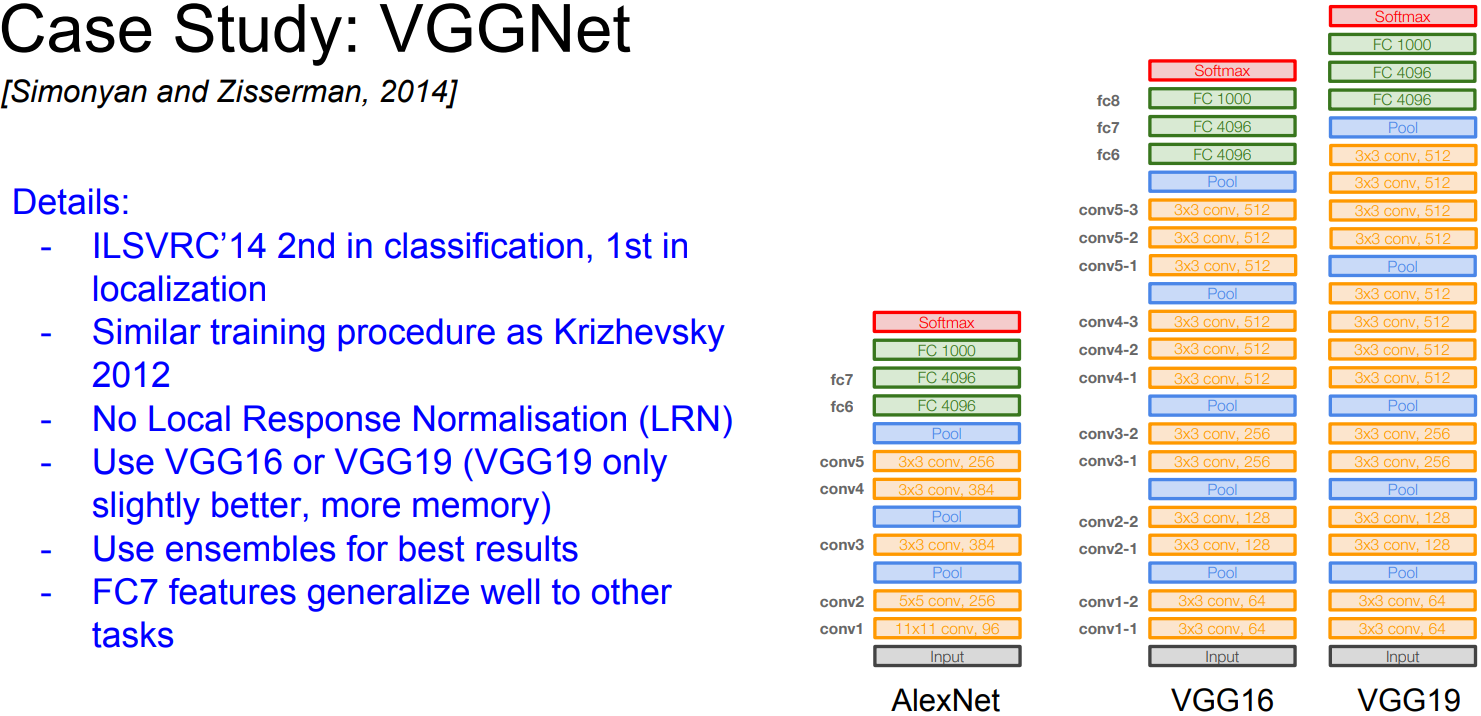 Case Study: VGGNet
[Simonyan and Zisserman, 2014]
Details:
- ILSVRC’14 2nd in classification, 1st in
localization
- Similar training procedure as Krizhevsky
2012
- No Local Response Normalisation (LRN)
- Use VGG16 or VGG19 (VGG19 only
slightly better, more memory)
- Use ensembles for best results
- FC7 features generalize well to other
tasks
Softmax
FC 1000
fc7 FC 4096
fc6 FC 4096
Pool
conv5 3x3 conv, 256
conv4 3x3 conv, 384
Pool
conv3 3x3 conv, 384
Pool
conv2 5x5 conv, 256
conv1 11x11 conv, 96
Input
AlexNet
Softmax
fc8 FC 1000
fc7 FC 4096
fc6 FC 4096
Pool
conv5-3 3x3 conv, 512
conv5-2 3x3 conv, 512
conv5-1 3x3 conv, 512
Pool
conv4-3 3x3 conv, 512
conv4-2 3x3 conv, 512
conv4-1 3x3 conv, 512
Pool
conv3-2 3x3 conv, 256
conv3-1 3x3 conv, 256
Pool
conv2-2 3x3 conv, 128
conv2-1 3x3 conv, 128
Pool
conv1-2 3x3 conv, 64
conv1-1 3x3 conv, 64
Input
VGG16
Softmax
FC 1000
FC 4096
FC 4096
Pool
3x3 conv, 512
3x3 conv, 512
3x3 conv, 512
3x3 conv, 512
Pool
3x3 conv, 512
3x3 conv, 512
3x3 conv, 512
3x3 conv, 512
Pool
3x3 conv, 256
3x3 conv, 256
Pool
3x3 conv, 128
3x3 conv, 128
Pool
3x3 conv, 64
3x3 conv, 64
Input
VGG19